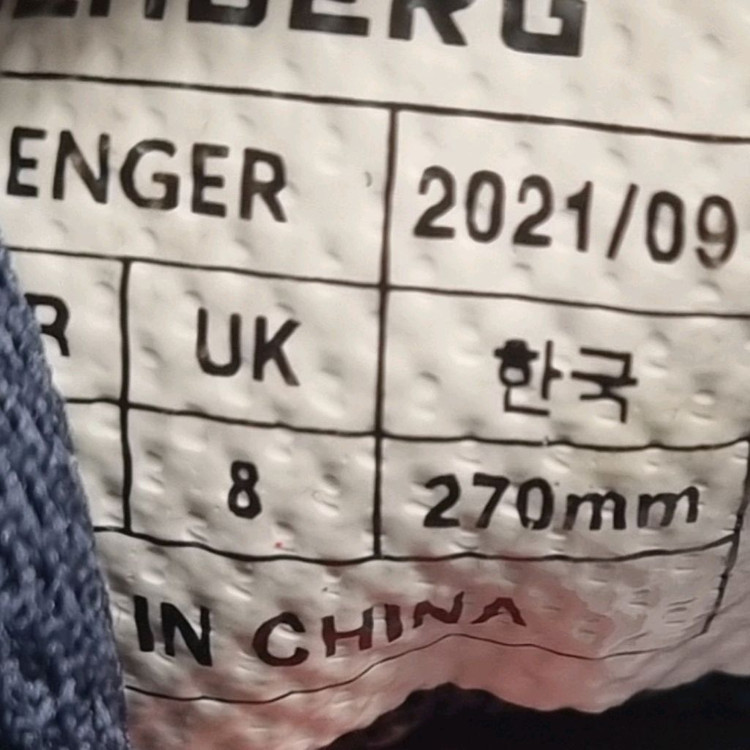 ENGER 2021/09
R UK 한국
8 270mm
IN CHINA